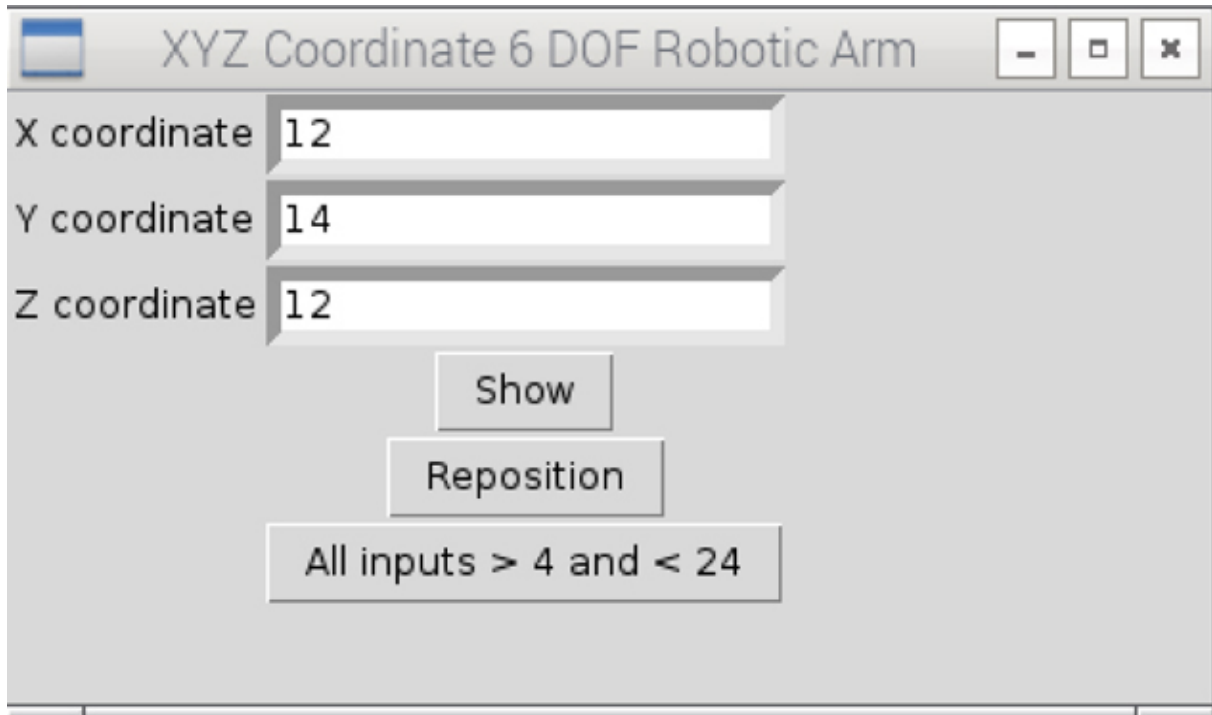 XYZ Coordinate 6 DOF Robotic Arm
X coordinate 12
Y coordinate 14
Z coordinate 12
Show
Reposition
All inputs > 4 and < 24